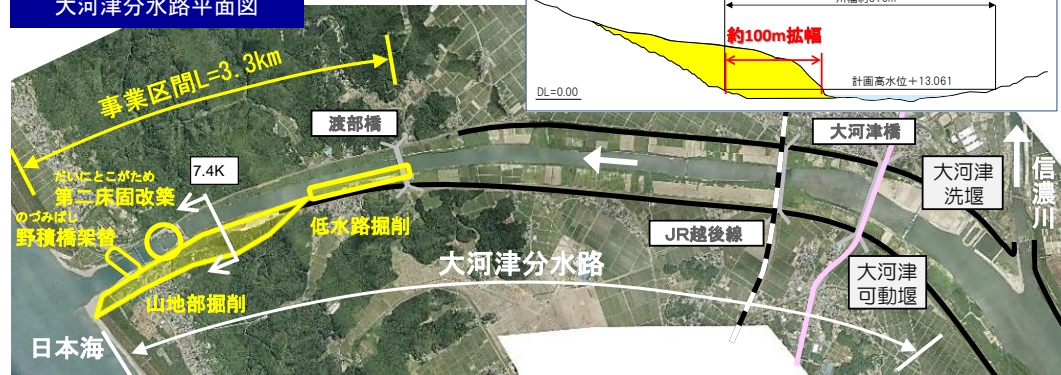 大河津分水路平面図
約100m拡幅
計画高水位+13.061
DL=0.00
事業区間L=3.3km
渡部橋
大河津橋
7.4K
だいにとこがため
第二床固改築
のづみばし
野積橋架替
低水路掘削
JR越後線
大河津
洗堰
信濃川
大河津分水路
大河津
可動堰
山地部掘削
日本海